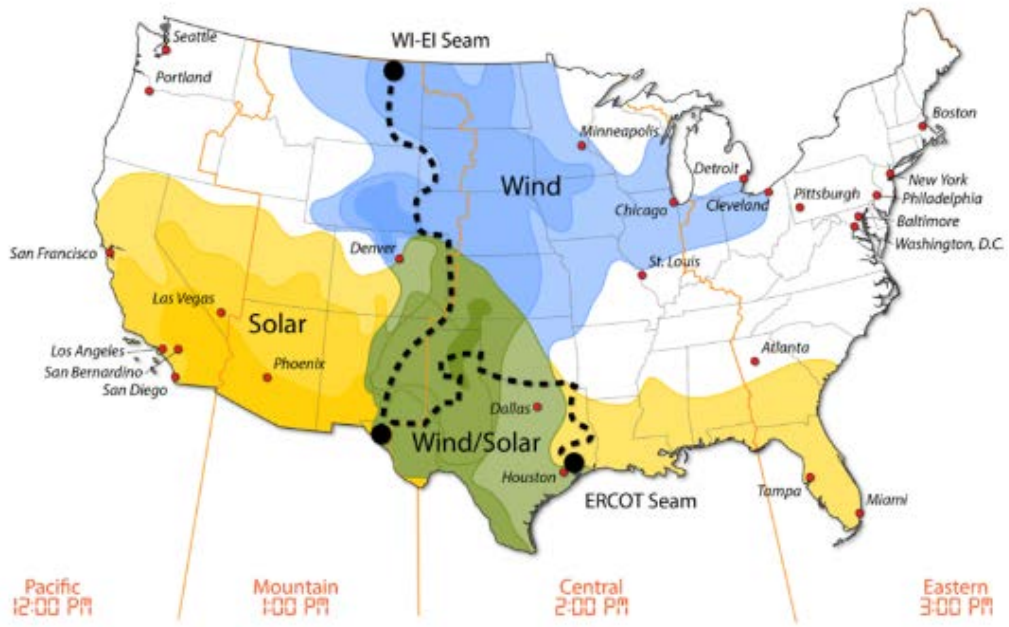 WI-EI Seam
Seattle
Portland
Boston
Minneapolis
Detroit
New York
Wind
Pittsburgh
Philadelphia
Chicago
Cleveland
Baltimore
Washington, D.C.
San Francisco
Denver
St. Louis
Las Vegas
Solar
Los Angeles
Atlanta
San Bernardino
Phoenix
San Diego
Dallas
Wind/Solar
Houston
ERCOT Seam
Tampa
Miami
Pacific
12:00 PM
Mountain
1:00 PM
Central
2:00 PM
Eastern
3:00 PM